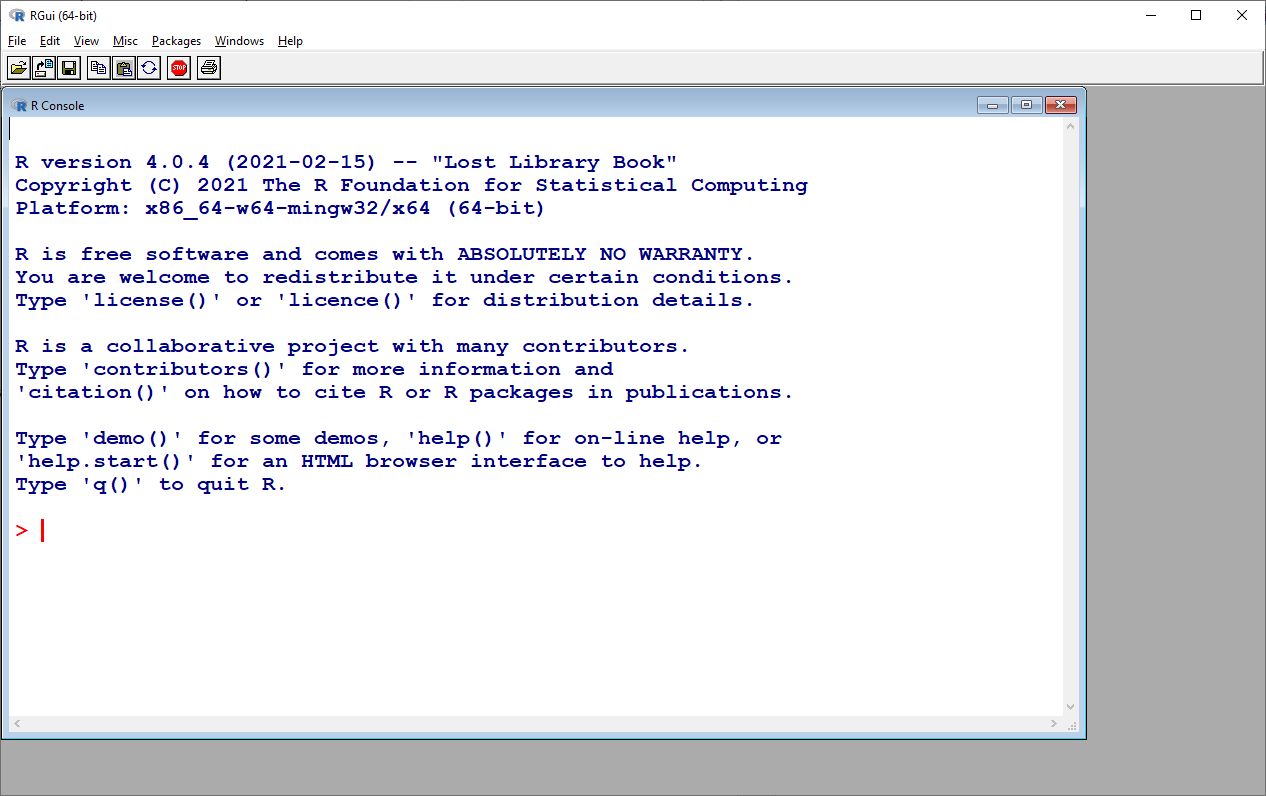 RGui (64-bit)
File Edit View Misc Packages Windows Help
STOP
R Console
R version 4.0.4 (2021-02-15) -- "Lost Library Book"
Copyright (C) 2021 The R Foundation for Statistical Computing
Platform: x86_64-w64-mingw32/x64 (64-bit)
R is free software and comes with ABSOLUTELY NO WARRANTY.
You are welcome to redistribute it under certain conditions.
Type 'license()' or 'licence()' for distribution details.
R is a collaborative project with many contributors.
Type 'contributors()' for more information and
'citation()' on how to cite R or R packages in publications.
Type 'demo()' for some demos, 'help()' for on-line help, or
'help.start()' for an HTML browser interface to help.
Type 'q()' to quit R.
>